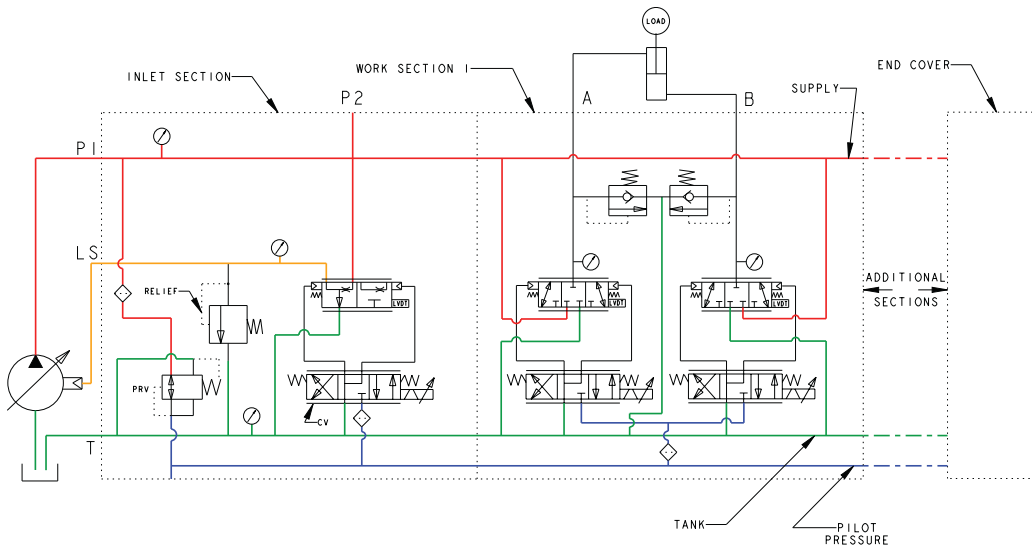 LOAD
INLET SECTION
WORK SECTION 1
END COVER
P2
A
B
SUPPLY
P1
LS
RELIEF
LVDT
LVDT
LVDT
ADDITIONAL
SECTIONS
PRV
CV
T
TANK
PILOT
PRESSURE